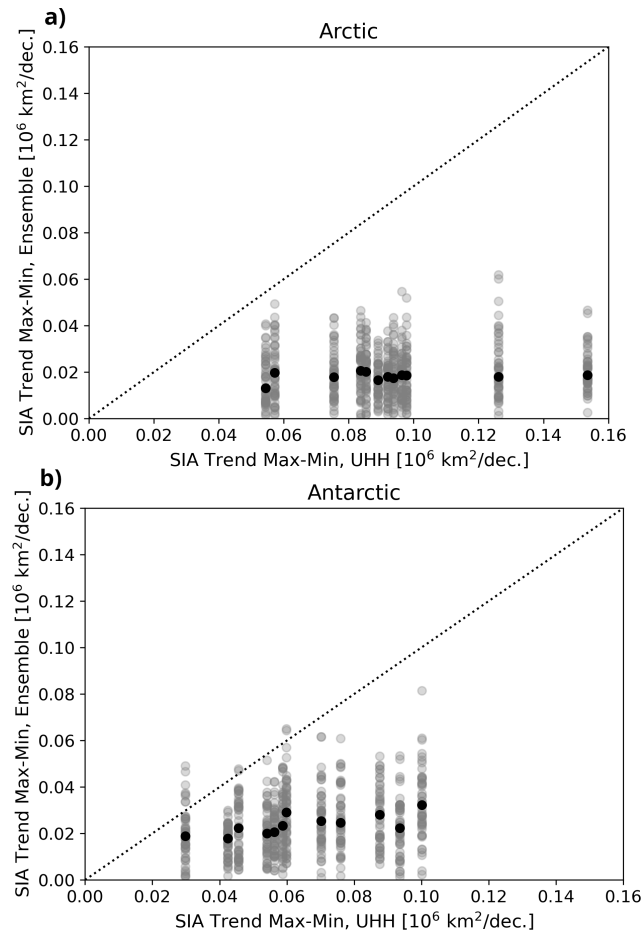 a)
Arctic
SIA Trend Max-Min, Ensemble [10⁶ km²/dec.]
0.16
0.14
0.12
0.10
0.08
0.06
0.04
0.02
0.00
0.00 0.02 0.04 0.06 0.08 0.10 0.12 0.14 0.16
SIA Trend Max-Min, UHH [10⁶ km²/dec.]
b)
Antarctic
SIA Trend Max-Min, Ensemble [10⁶ km²/dec.]
0.16
0.14
0.12
0.10
0.08
0.06
0.04
0.02
0.00
0.00 0.02 0.04 0.06 0.08 0.10 0.12 0.14 0.16
SIA Trend Max-Min, UHH [10⁶ km²/dec.]